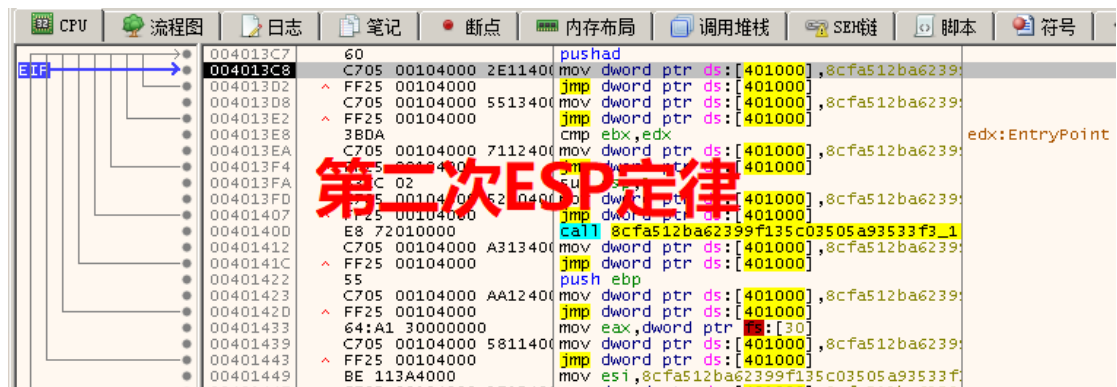 CPU 流程图 日志 笔记 断点 内存布局 调用堆栈 SEH链 脚本 符号
004013C7 60 pushad
EIP 004013C8 C705 00104000 2E11400 mov dword ptr ds:[401000],8cfa512ba62399
004013D2 ^ FF25 00104000 jmp dword ptr ds:[401000]
004013D8 C705 00104000 5513400 mov dword ptr ds:[401000],8cfa512ba62399
004013E2 ^ FF25 00104000 jmp dword ptr ds:[401000]
004013E8 3BDA cmp ebx,edx edx:EntryPoint
004013EA C705 00104000 7112400 mov dword ptr ds:[401000],8cfa512ba62399
004013F4 jmp dword ptr ds:[401000]
004013FA 02
第二次ESP定律
004013FD ds:[401000],8cfa512ba62399
00401407 ^ FF25 00104000 jmp dword ptr ds:[401000]
0040140D E8 72010000 call 8cfa512ba62399f135c03505a93533f3_1
00401412 C705 00104000 A313400 mov dword ptr ds:[401000],8cfa512ba62399
0040141C ^ FF25 00104000 jmp dword ptr ds:[401000]
00401422 55 push ebp
00401423 C705 00104000 AA12400 mov dword ptr ds:[401000],8cfa512ba62399
0040142D ^ FF25 00104000 jmp dword ptr ds:[401000]
00401433 64:A1 30000000 mov eax,dword ptr fs:[30]
00401439 C705 00104000 5811400 mov dword ptr ds:[401000],8cfa512ba62399
00401443 ^ FF25 00104000 jmp dword ptr ds:[401000]
00401449 BE 113A4000 mov esi,8cfa512ba62399f135c03505a93533f